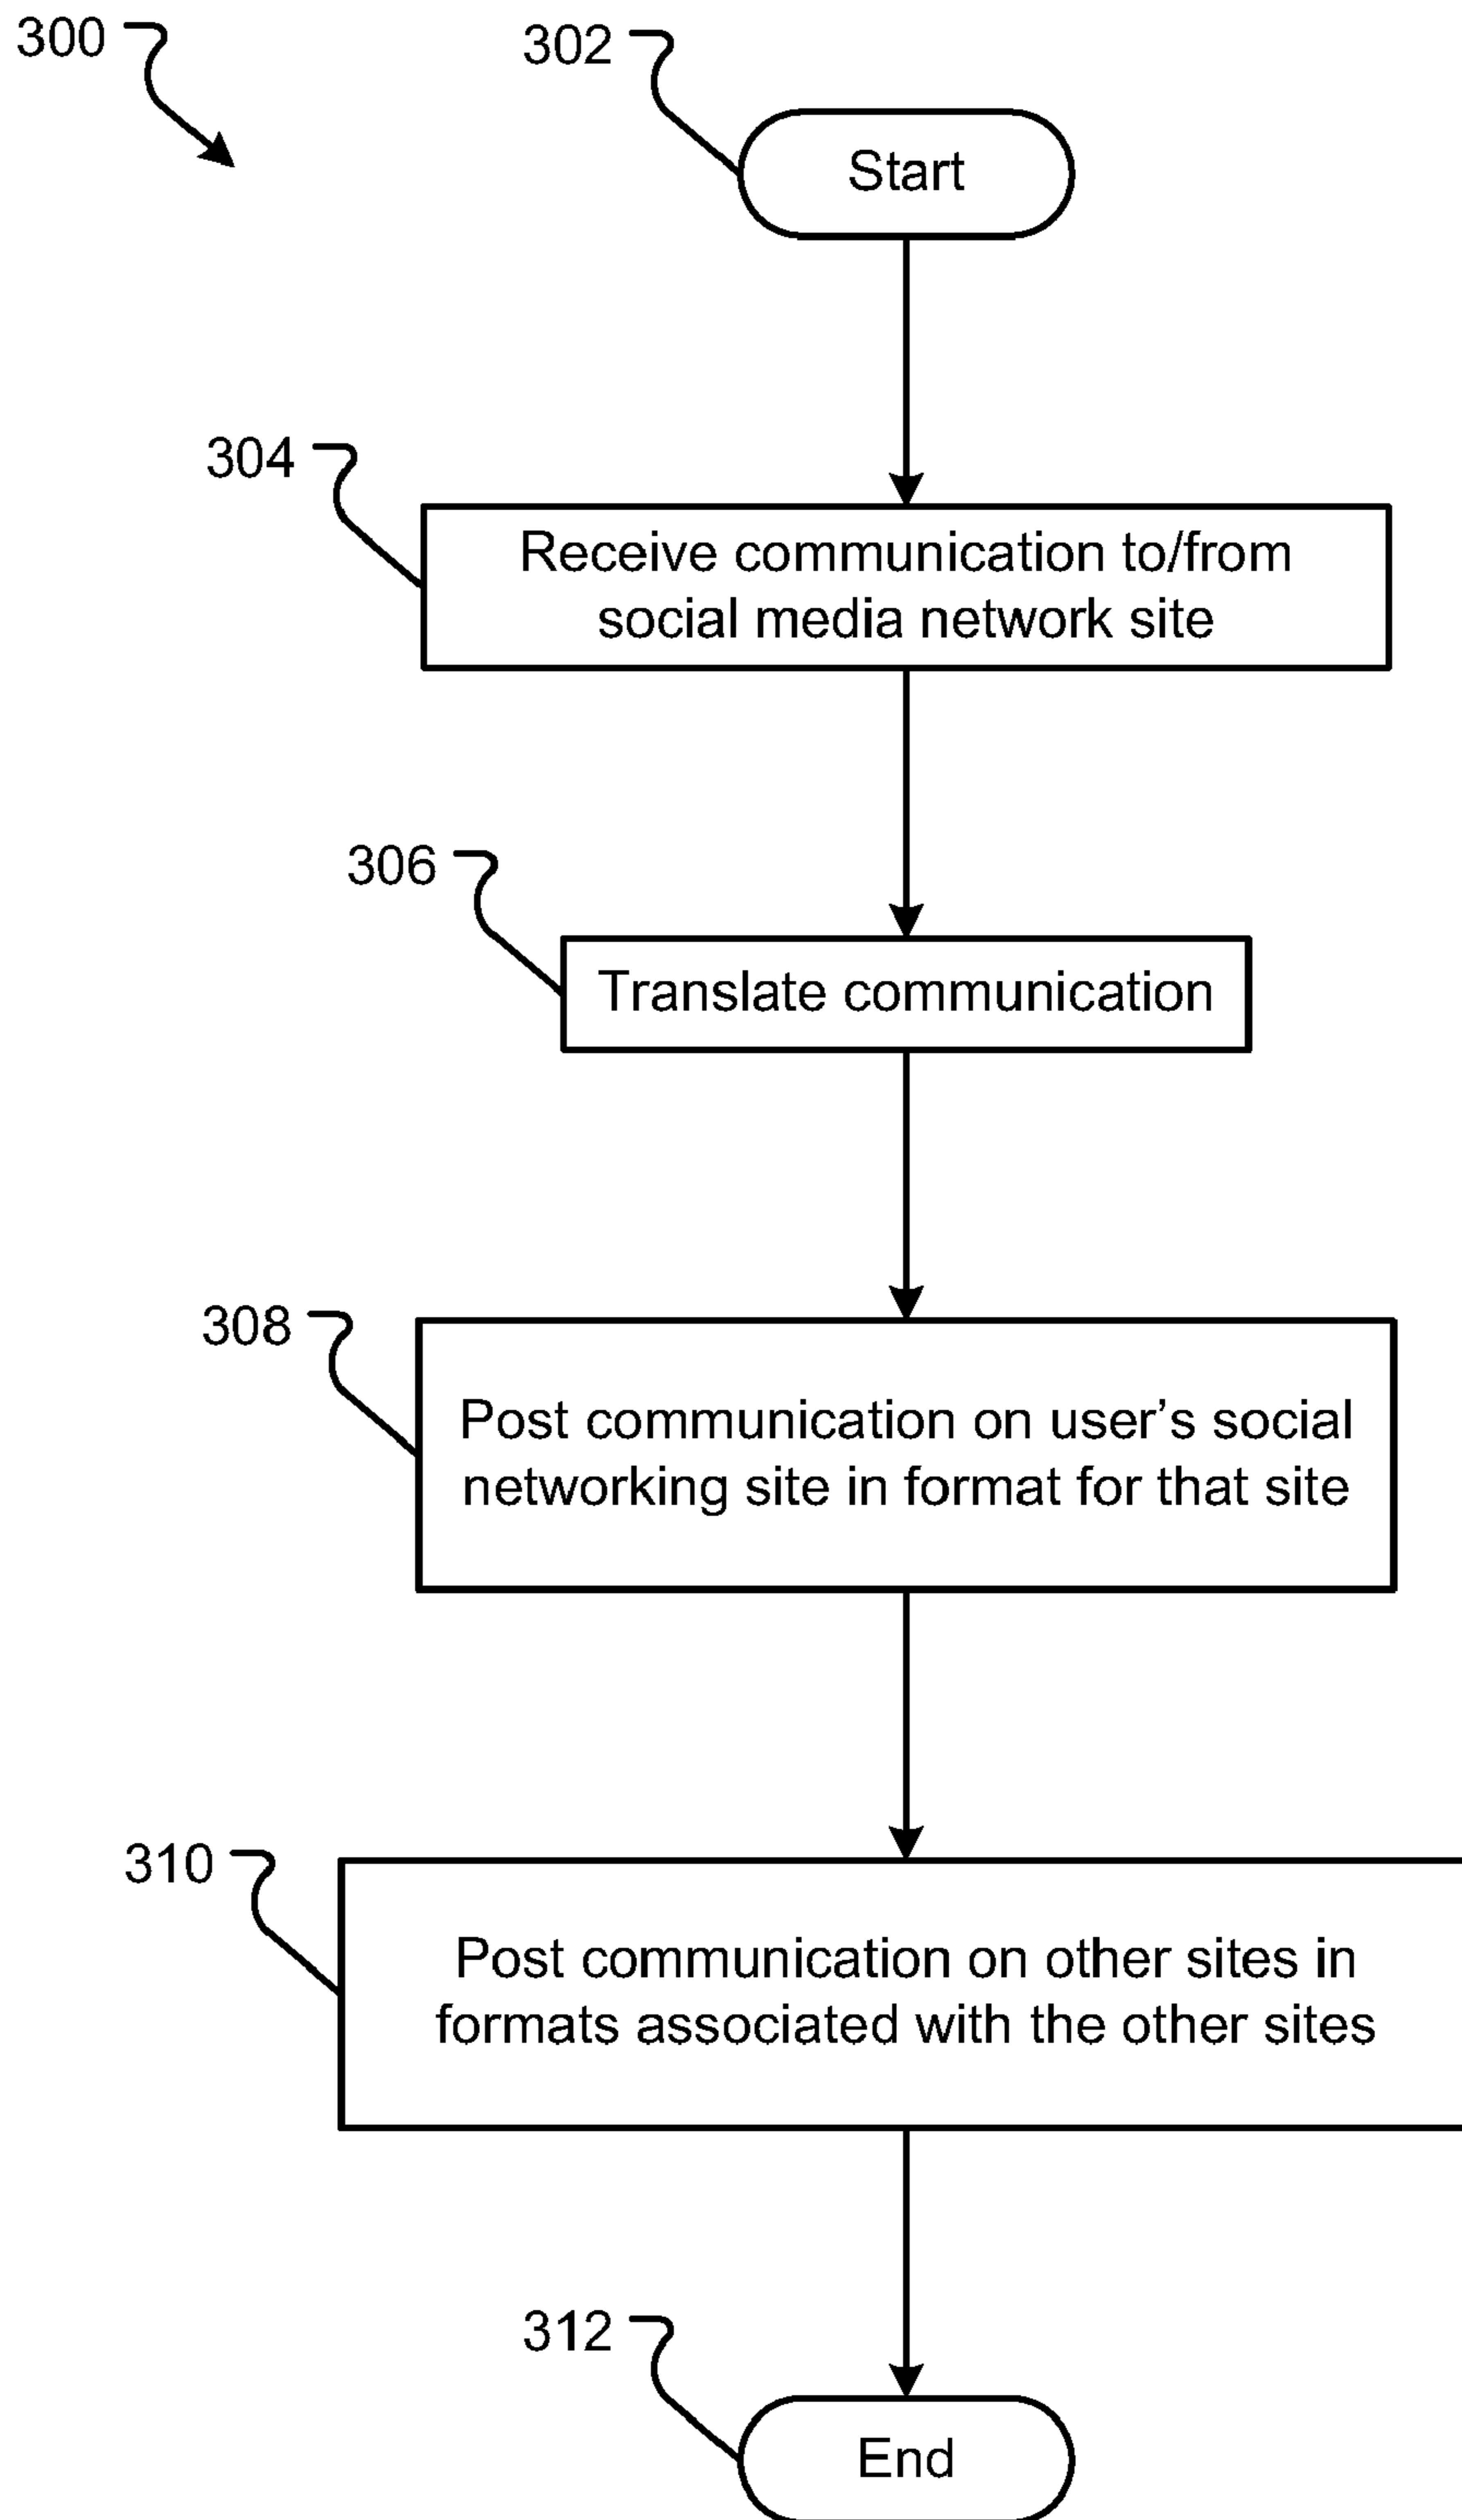 300
302
Start
304
Receive communication to/from
social media network site
306
Translate communication
308
Post communication on user’s social
networking site in format for that site
310
Post communication on other sites in
formats associated with the other sites
312
End